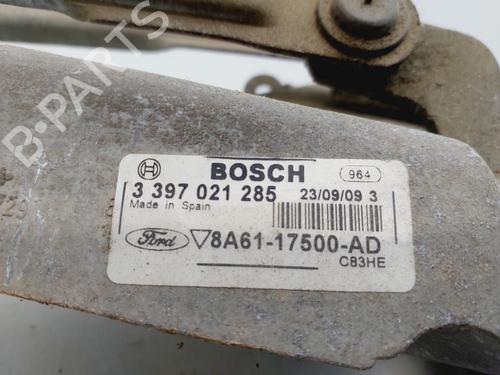 B-PARTS
BOSCH 964
3 397 021 285 23/09/09 3
Made in Spain
Ford 8A61-17500-AD
C83HE